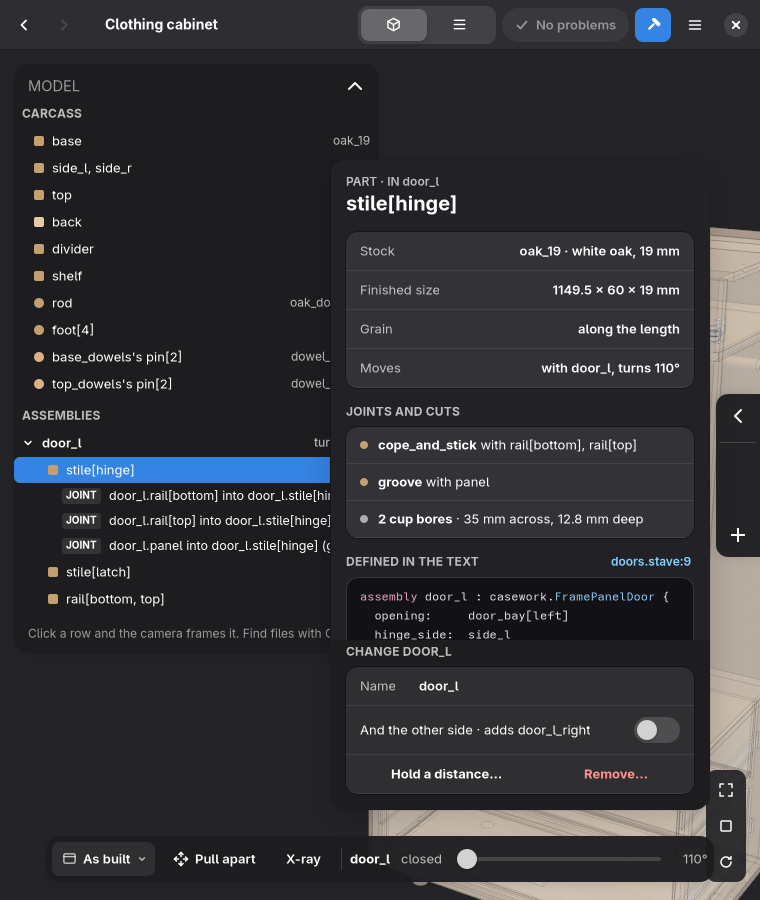 Clothing cabinet
No problems
MODEL
CARCASS
base oak_19
side_l, side_r
top
back
divider
shelf
rod oak_do
foot[4]
base_dowels's pin[2] dowel_
top_dowels's pin[2] dowel_
ASSEMBLIES
door_l tur
stile[hinge]
JOINT door_l.rail[bottom] into door_l.stile[hin
JOINT door_l.rail[top] into door_l.stile[hinge]
JOINT door_l.panel into door_l.stile[hinge] (g
stile[latch]
rail[bottom, top]
Click a row and the camera frames it. Find files with C
PART · IN door_l
stile[hinge]
Stock oak_19 · white oak, 19 mm
Finished size 1149.5 × 60 × 19 mm
Grain along the length
Moves with door_l, turns 110°
JOINTS AND CUTS
cope_and_stick with rail[bottom], rail[top]
groove with panel
2 cup bores · 35 mm across, 12.8 mm deep
DEFINED IN THE TEXT doors.stave:9
assembly door_l : casework.FramePanelDoor {
opening: door_bay[left]
hinge_side: side_l
CHANGE DOOR_L
Name door_l
And the other side · adds door_l_right
Hold a distance… Remove…
As built Pull apart X-ray door_l closed 110°